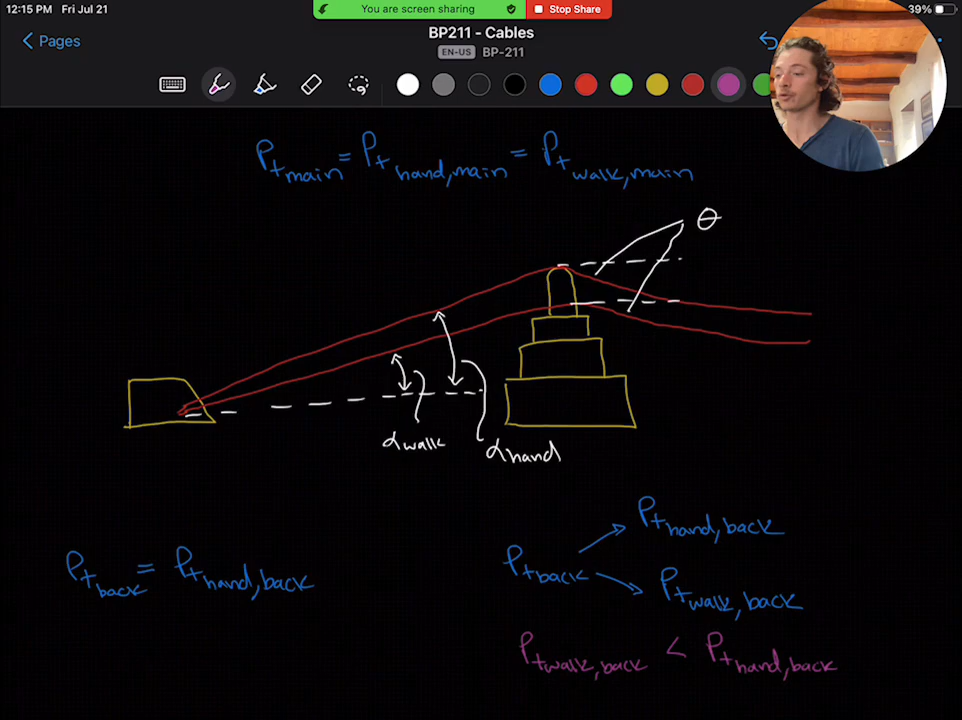 12:15 PM Fri Jul 21
You are screen sharing
Stop Share
39%
Pages
BP211 - Cables
EN-US BP-211
Pt main = Pt hand,main = Pt walk,main
θ
αwalk
αhand
Pt back = Pt hand,back
Pt hand,back
Pt back
Pt walk,back
Pt walk,back < Pt hand,back